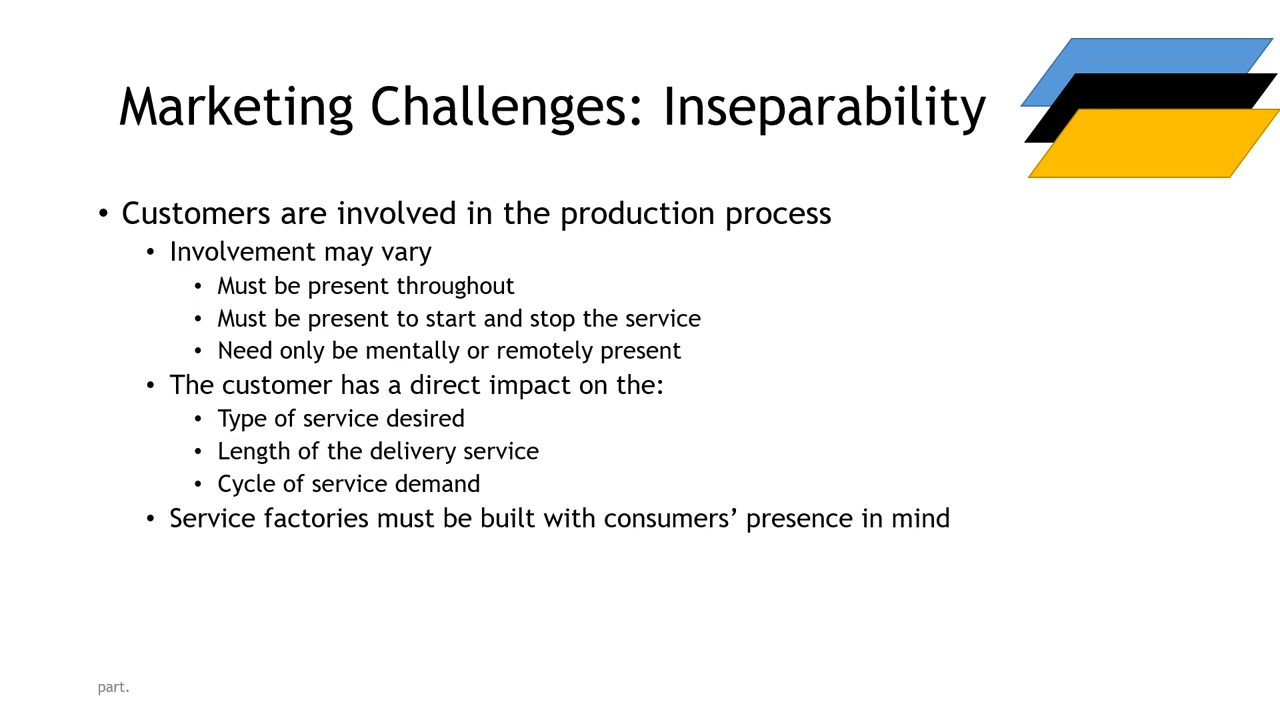 Marketing Challenges: Inseparability
• Customers are involved in the production process
• Involvement may vary
• Must be present throughout
• Must be present to start and stop the service
• Need only be mentally or remotely present
• The customer has a direct impact on the:
• Type of service desired
• Length of the delivery service
• Cycle of service demand
• Service factories must be built with consumers’ presence in mind
part.